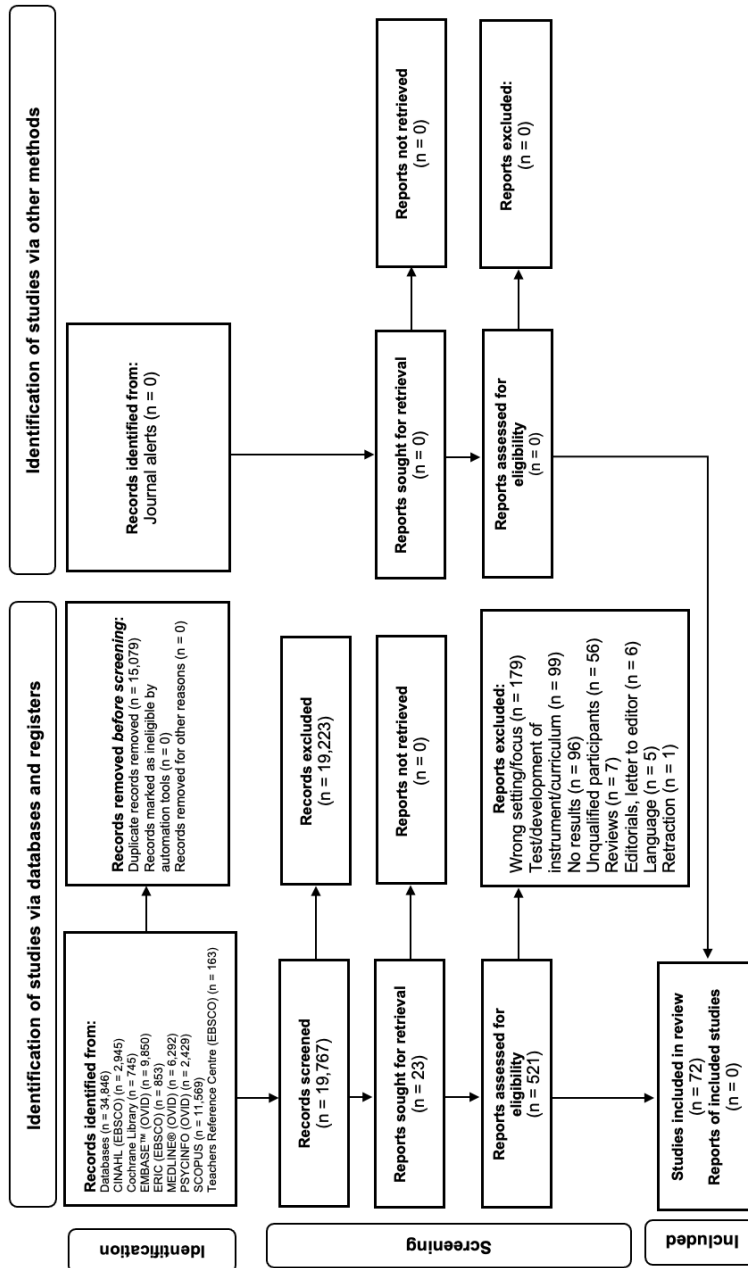 Identification of studies via databases and registers
Identification of studies via other methods
Identification
Records identified from:
Databases (n = 34,846)
CINAHL (EBSCO) (n = 2,945)
Cochrane Library (n = 745)
EMBASE™ (OVID) (n = 9,850)
ERIC (EBSCO) (n = 853)
MEDLINE® (OVID) (n = 6,292)
PSYCINFO (OVID) (n = 2,429)
SCOPUS (n = 11,569)
Teachers Reference Centre (EBSCO) (n = 163)
Records removed before screening:
Duplicate records removed (n = 15,079)
Records marked as ineligible by
automation tools (n = 0)
Records removed for other reasons (n = 0)
Records identified from:
Journal alerts (n = 0)
Screening
Records screened
(n = 19,767)
Records excluded
(n = 19,223)
Reports sought for retrieval
(n = 23)
Reports not retrieved
(n = 0)
Reports sought for retrieval
(n = 0)
Reports not retrieved
(n = 0)
Reports assessed for
eligibility
(n = 521)
Reports excluded:
Wrong setting/focus (n = 179)
Test/development of
instrument/curriculum (n = 99)
No results (n = 96)
Unqualified participants (n = 56)
Reviews (n = 7)
Editorials, letter to editor (n = 6)
Language (n = 5)
Retraction (n = 1)
Reports assessed for
eligibility
(n = 0)
Reports excluded:
(n = 0)
Included
Studies included in review
(n = 72)
Reports of included studies
(n = 0)